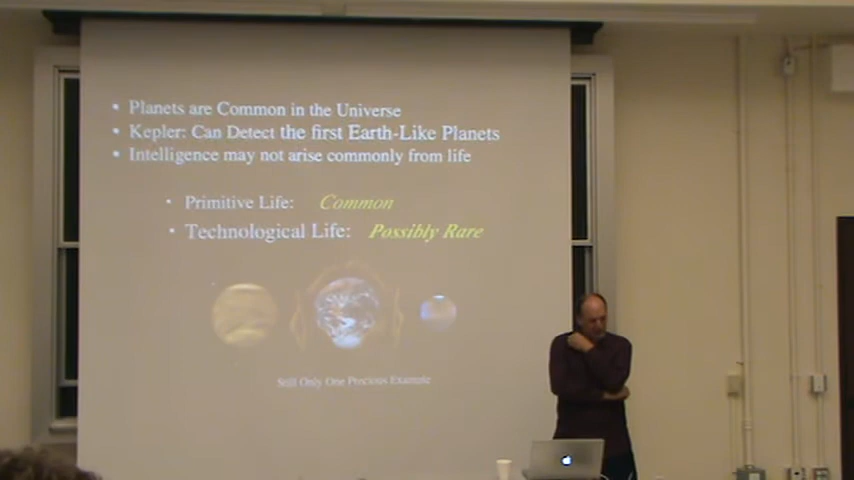 • Planets are Common in the Universe
• Kepler: Can Detect the first Earth-Like Planets
• Intelligence may not arise commonly from life
• Primitive Life: Common
• Technological Life: Possibly Rare
Still Only One Precious Example